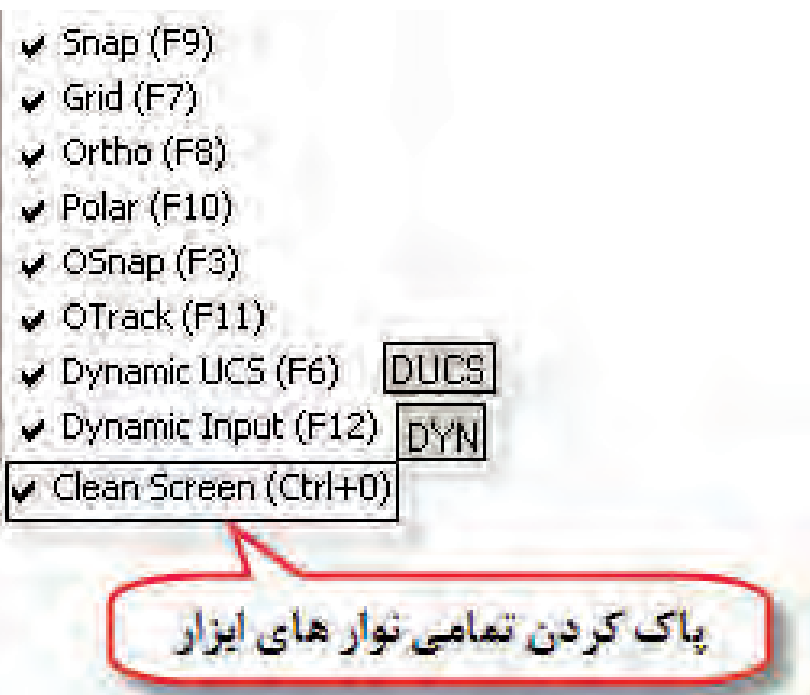 ✔ Snap (F9)
✔ Grid (F7)
✔ Ortho (F8)
✔ Polar (F10)
✔ OSnap (F3)
✔ OTrack (F11)
✔ Dynamic UCS (F6) DUCS
✔ Dynamic Input (F12) DYN
✔ Clean Screen (Ctrl+0)
پاک کردن تمامی نوار های ابزار